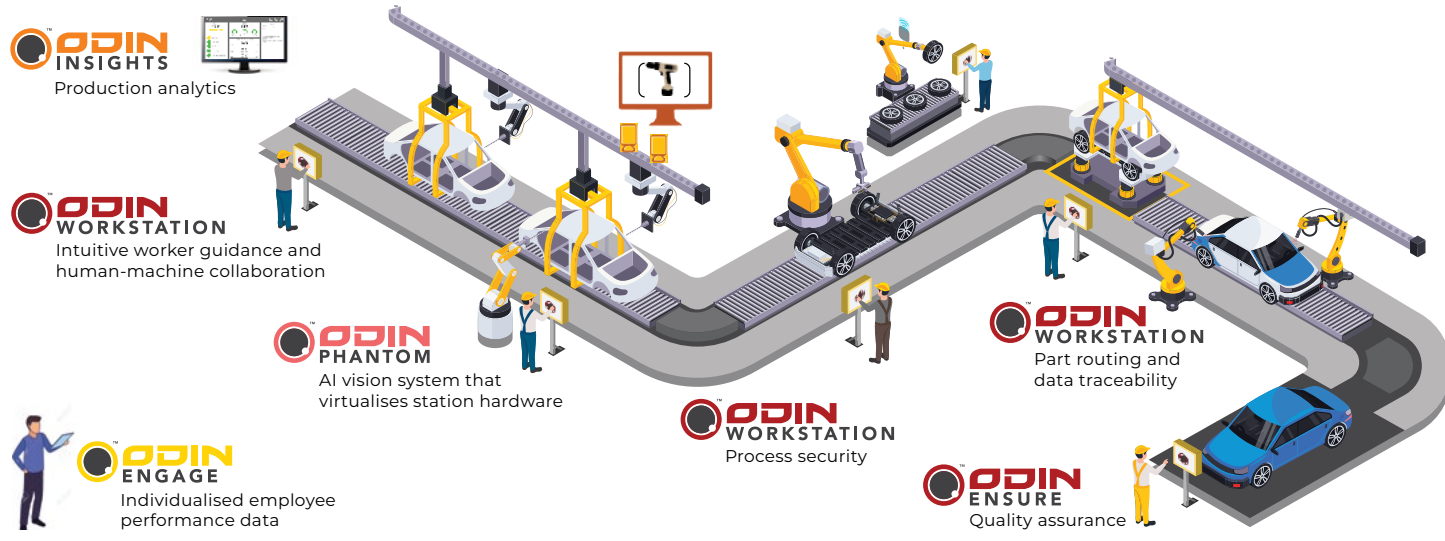 ODIN
INSIGHTS
Production analytics
ODIN
WORKSTATION
Intuitive worker guidance and
human-machine collaboration
ODIN
PHANTOM
AI vision system that
virtualises station hardware
ODIN
ENGAGE
Individualised employee
performance data
ODIN
WORKSTATION
Process security
ODIN
WORKSTATION
Part routing and
data traceability
ODIN
ENSURE
Quality assurance